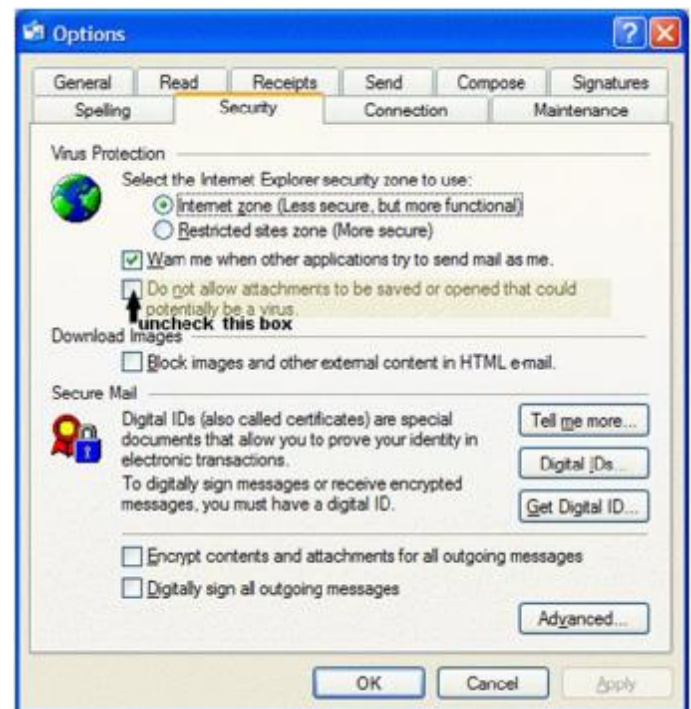 Options
General Read Receipts Send Compose Signatures
Spelling Security Connection Maintenance
Virus Protection
Select the Internet Explorer security zone to use:
Internet zone (Less secure, but more functional)
Restricted sites zone (More secure)
Warn me when other applications try to send mail as me.
Do not allow attachments to be saved or opened that could
potentially be a virus.
uncheck this box
Download Images
Block images and other external content in HTML e-mail.
Secure Mail
Digital IDs (also called certificates) are special
documents that allow you to prove your identity in
electronic transactions.
Tell me more...
To digitally sign messages or receive encrypted
messages, you must have a digital ID.
Digital IDs...
Get Digital ID...
Encrypt contents and attachments for all outgoing messages
Digitally sign all outgoing messages
Advanced...
OK Cancel Apply